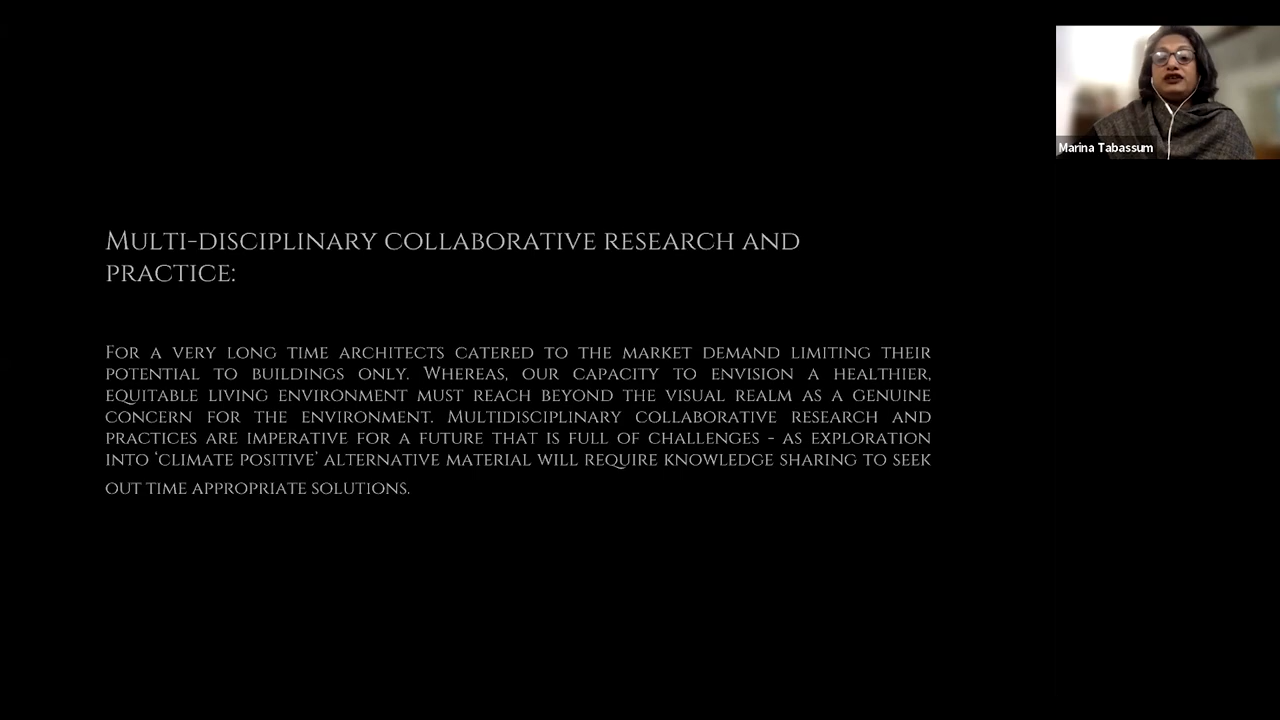 Marina Tabassum
Multi-disciplinary collaborative research and
practice:
For a very long time architects catered to the market demand limiting their
potential to buildings only. Whereas, our capacity to envision a healthier,
equitable living environment must reach beyond the visual realm as a genuine
concern for the environment. Multidisciplinary collaborative research and
practices are imperative for a future that is full of challenges - as exploration
into ‘climate positive’ alternative material will require knowledge sharing to seek
out time appropriate solutions.